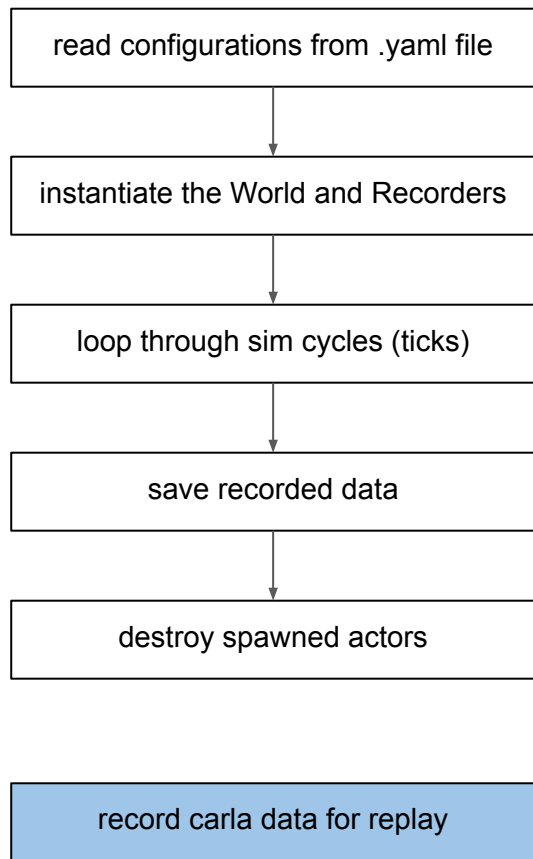 read configurations from .yaml file
instantiate the World and Recorders
loop through sim cycles (ticks)
save recorded data
destroy spawned actors
record carla data for replay